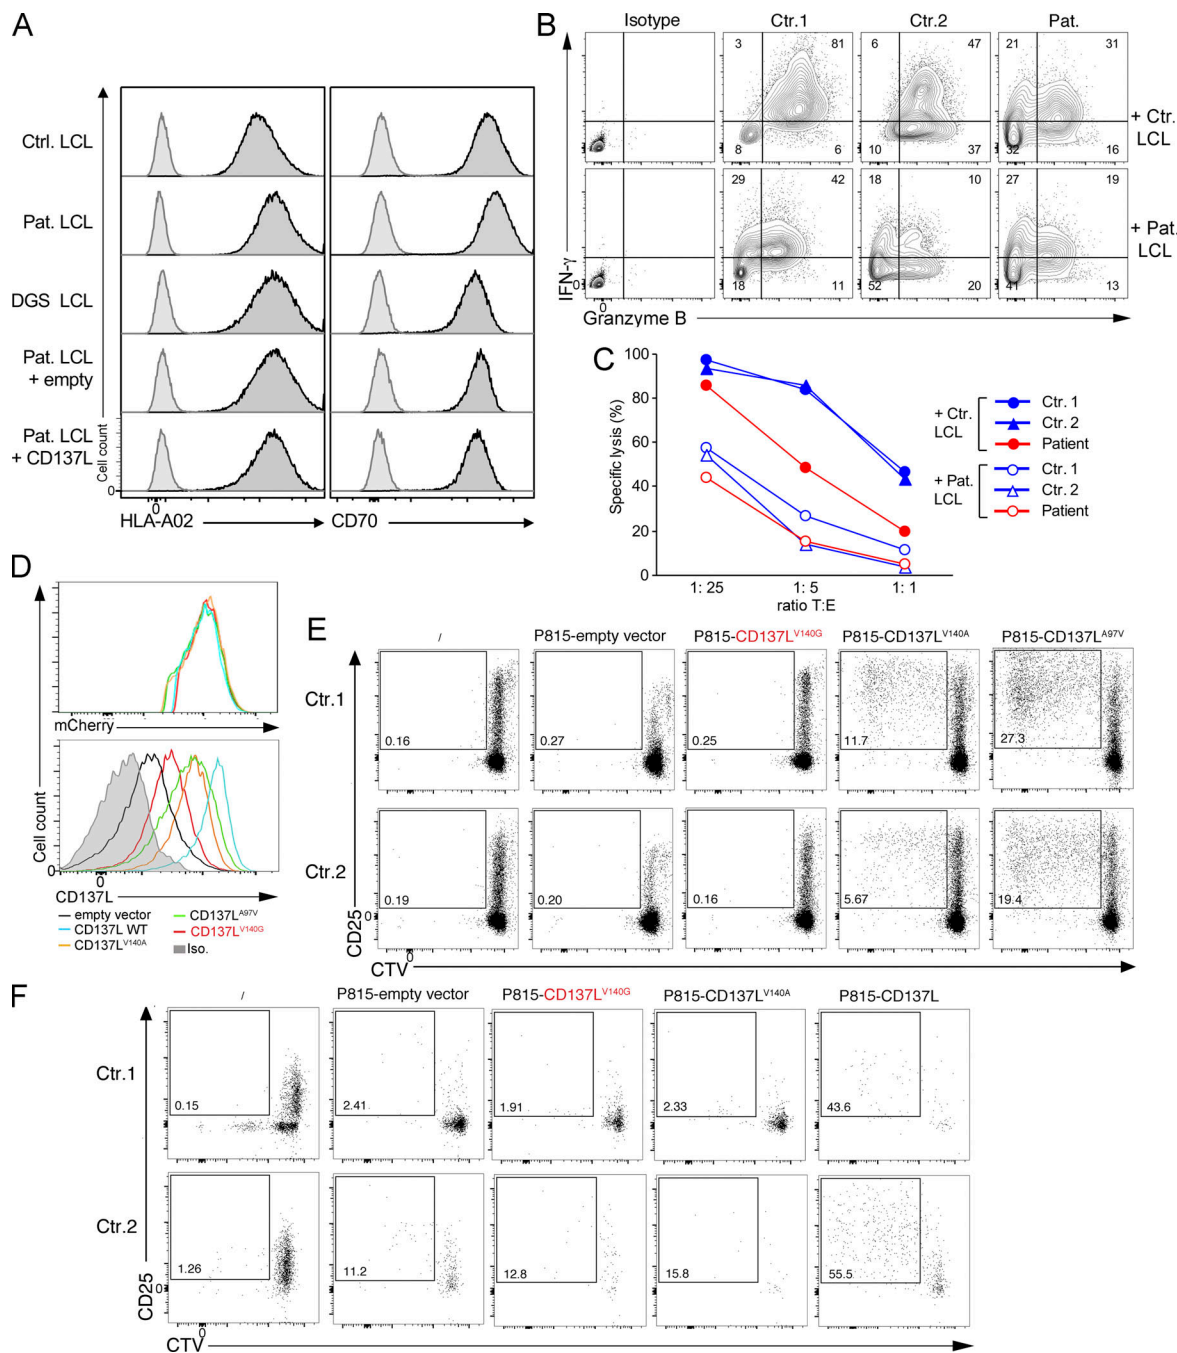 A
Ctrl. LCL
Pat. LCL
DGS LCL
Pat. LCL
+ empty
Pat. LCL
+ CD137L
Cell count
0
0
HLA-A02
CD70
B
Isotype
Ctr.1
Ctr.2
Pat.
3
81
6
47
21
31
8
6
10
37
32
16
+ Ctr.
LCL
29
42
18
10
27
19
18
11
52
20
41
13
+ Pat.
LCL
IFN-γ
0
0
Granzyme B
C
Specific lysis (%)
100
80
60
40
20
0
1: 25
1: 5
1: 1
ratio T:E
+ Ctr.
LCL
Ctr. 1
Ctr. 2
Patient
+ Pat.
LCL
Ctr. 1
Ctr. 2
Patient
D
mCherry
Cell count
0
0
CD137L
empty vector
CD137L WT
CD137L^V140A
CD137L^A97V
CD137L^V140G
Iso.
E
/
P815-empty vector
P815-CD137L^V140G
P815-CD137L^V140A
P815-CD137L^A97V
Ctr.1
0.16
0.27
0.25
11.7
27.3
Ctr.2
0.19
0.20
0.16
5.67
19.4
CD25
0
0
CTV
F
/
P815-empty vector
P815-CD137L^V140G
P815-CD137L^V140A
P815-CD137L
Ctr.1
0.15
2.41
1.91
2.33
43.6
Ctr.2
1.26
11.2
12.8
15.8
55.5
CD25
0
0
CTV